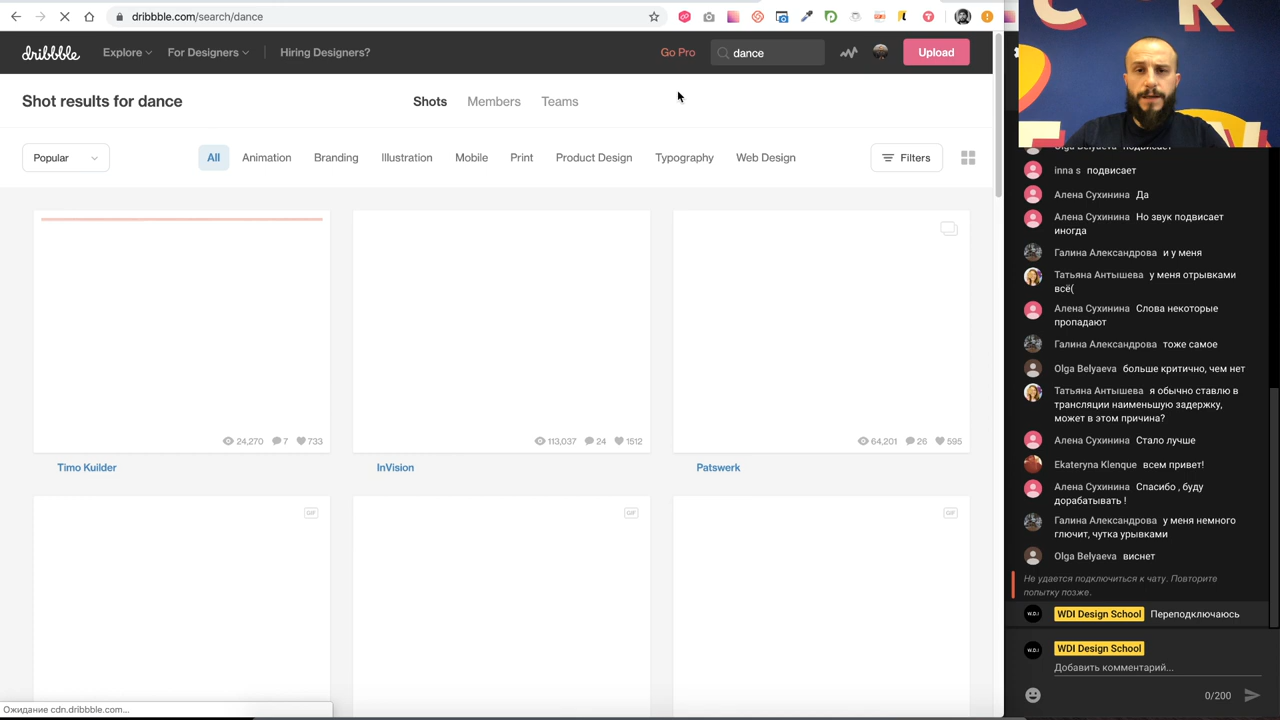 dribbble.com/search/dance
dribbble
Explore
For Designers
Hiring Designers?
Go Pro
dance
Upload
Shot results for dance
Shots
Members
Teams
Popular
All
Animation
Branding
Illustration
Mobile
Print
Product Design
Typography
Web Design
Filters
24,270 7 733
113,037 24 1512
64,201 26 595
Timo Kuilder
InVision
Patswerk
GIF
GIF
GIF
Ожидание cdn.dribbble.com...
Olga Belyaeva подвисает
inna s подвисает
Алена Сухинина Да
Алена Сухинина Но звук подвисает
иногда
Галина Александрова и у меня
Татьяна Антышева у меня отрывками
всё(
Алена Сухинина Слова некоторые
пропадают
Галина Александрова тоже самое
Olga Belyaeva больше критично, чем нет
Татьяна Антышева я обычно ставлю в
трансляции наименьшую задержку,
может в этом причина?
Алена Сухинина Стало лучше
Ekateryna Klenque всем привет!
Алена Сухинина Спасибо , буду
дорабатывать !
Галина Александрова у меня немного
глючит, чутка урывками
Olga Belyaeva виснет
Не удается подключиться к чату. Повторите
попытку позже.
W.D.I WDI Design School Переподключаюсь
W.D.I WDI Design School
Добавить комментарий...
0/200